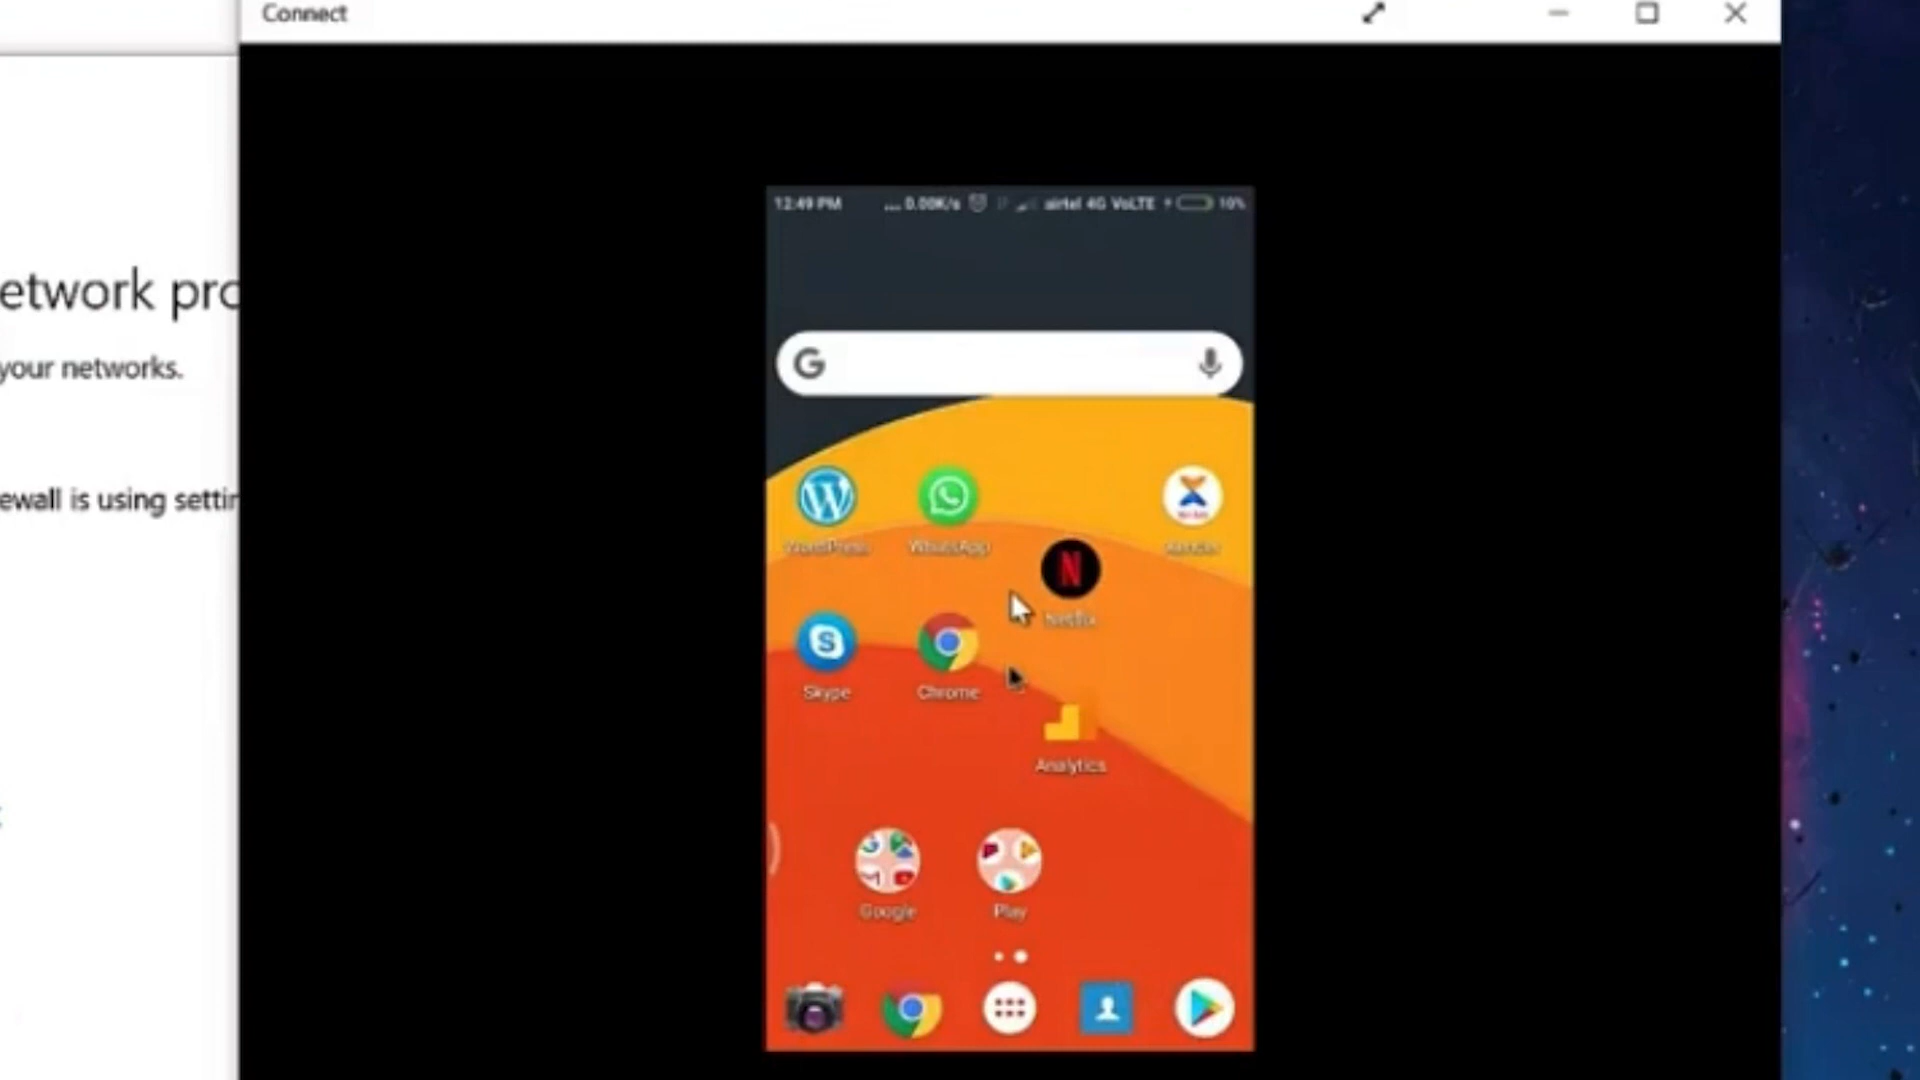 Connect
12:49 PM ... 0.00K/s airtel 4G VoLTE 10%
etwork pro
your networks.
G
ewall is using settin
WordPress WhatsApp
N
Netflix
S
Skype Chrome
Analytics
Google Play